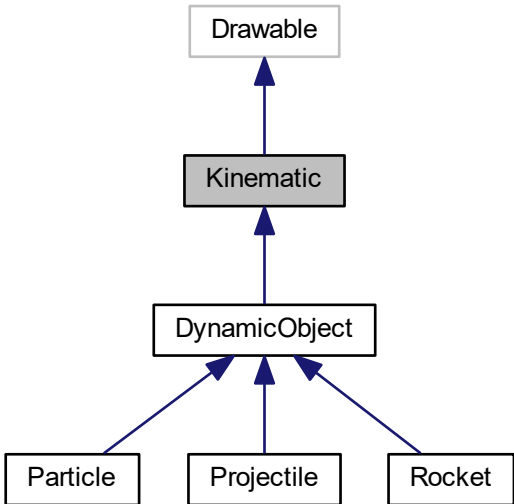 Drawable
Kinematic
DynamicObject
Particle
Projectile
Rocket